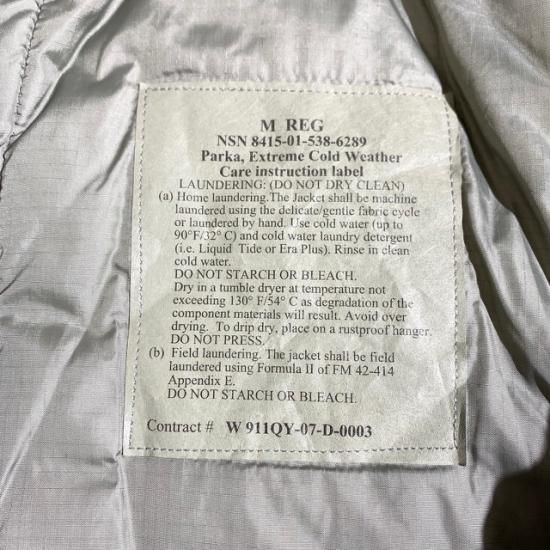 M REG
NSN 8415-01-538-6289
Parka, Extreme Cold Weather
Care instruction label
LAUNDERING: (DO NOT DRY CLEAN)
(a) Home laundering.The Jacket shall be machine
laundered using the delicate/gentle fabric cycle
or laundered by hand. Use cold water (up to
90°F/32° C) and cold water laundry detergent
(i.e. Liquid Tide or Era Plus). Rinse in clean
cold water.
DO NOT STARCH OR BLEACH.
Dry in a tumble dryer at temperature not
exceeding 130° F/54° C as degradation of the
component materials will result. Avoid over
drying. To drip dry, place on a rustproof hanger.
DO NOT PRESS.
(b) Field laundering. The jacket shall be field
laundered using Formula II of FM 42-414
Appendix E.
DO NOT STARCH OR BLEACH.
Contract # W 911QY-07-D-0003